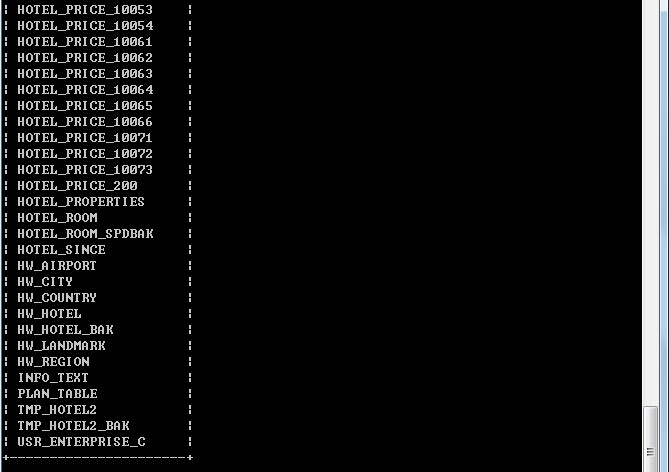 ¦ HOTEL_PRICE_10053 ¦
¦ HOTEL_PRICE_10054 ¦
¦ HOTEL_PRICE_10061 ¦
¦ HOTEL_PRICE_10062 ¦
¦ HOTEL_PRICE_10063 ¦
¦ HOTEL_PRICE_10064 ¦
¦ HOTEL_PRICE_10065 ¦
¦ HOTEL_PRICE_10066 ¦
¦ HOTEL_PRICE_10071 ¦
¦ HOTEL_PRICE_10072 ¦
¦ HOTEL_PRICE_10073 ¦
¦ HOTEL_PRICE_200 ¦
¦ HOTEL_PROPERTIES ¦
¦ HOTEL_ROOM ¦
¦ HOTEL_ROOM_SPDBAK ¦
¦ HOTEL_SINCE ¦
¦ HW_AIRPORT ¦
¦ HW_CITY ¦
¦ HW_COUNTRY ¦
¦ HW_HOTEL ¦
¦ HW_HOTEL_BAK ¦
¦ HW_LANDMARK ¦
¦ HW_REGION ¦
¦ INFO_TEXT ¦
¦ PLAN_TABLE ¦
¦ TMP_HOTEL2 ¦
¦ TMP_HOTEL2_BAK ¦
¦ USR_ENTERPRISE_C ¦
+----------------------+